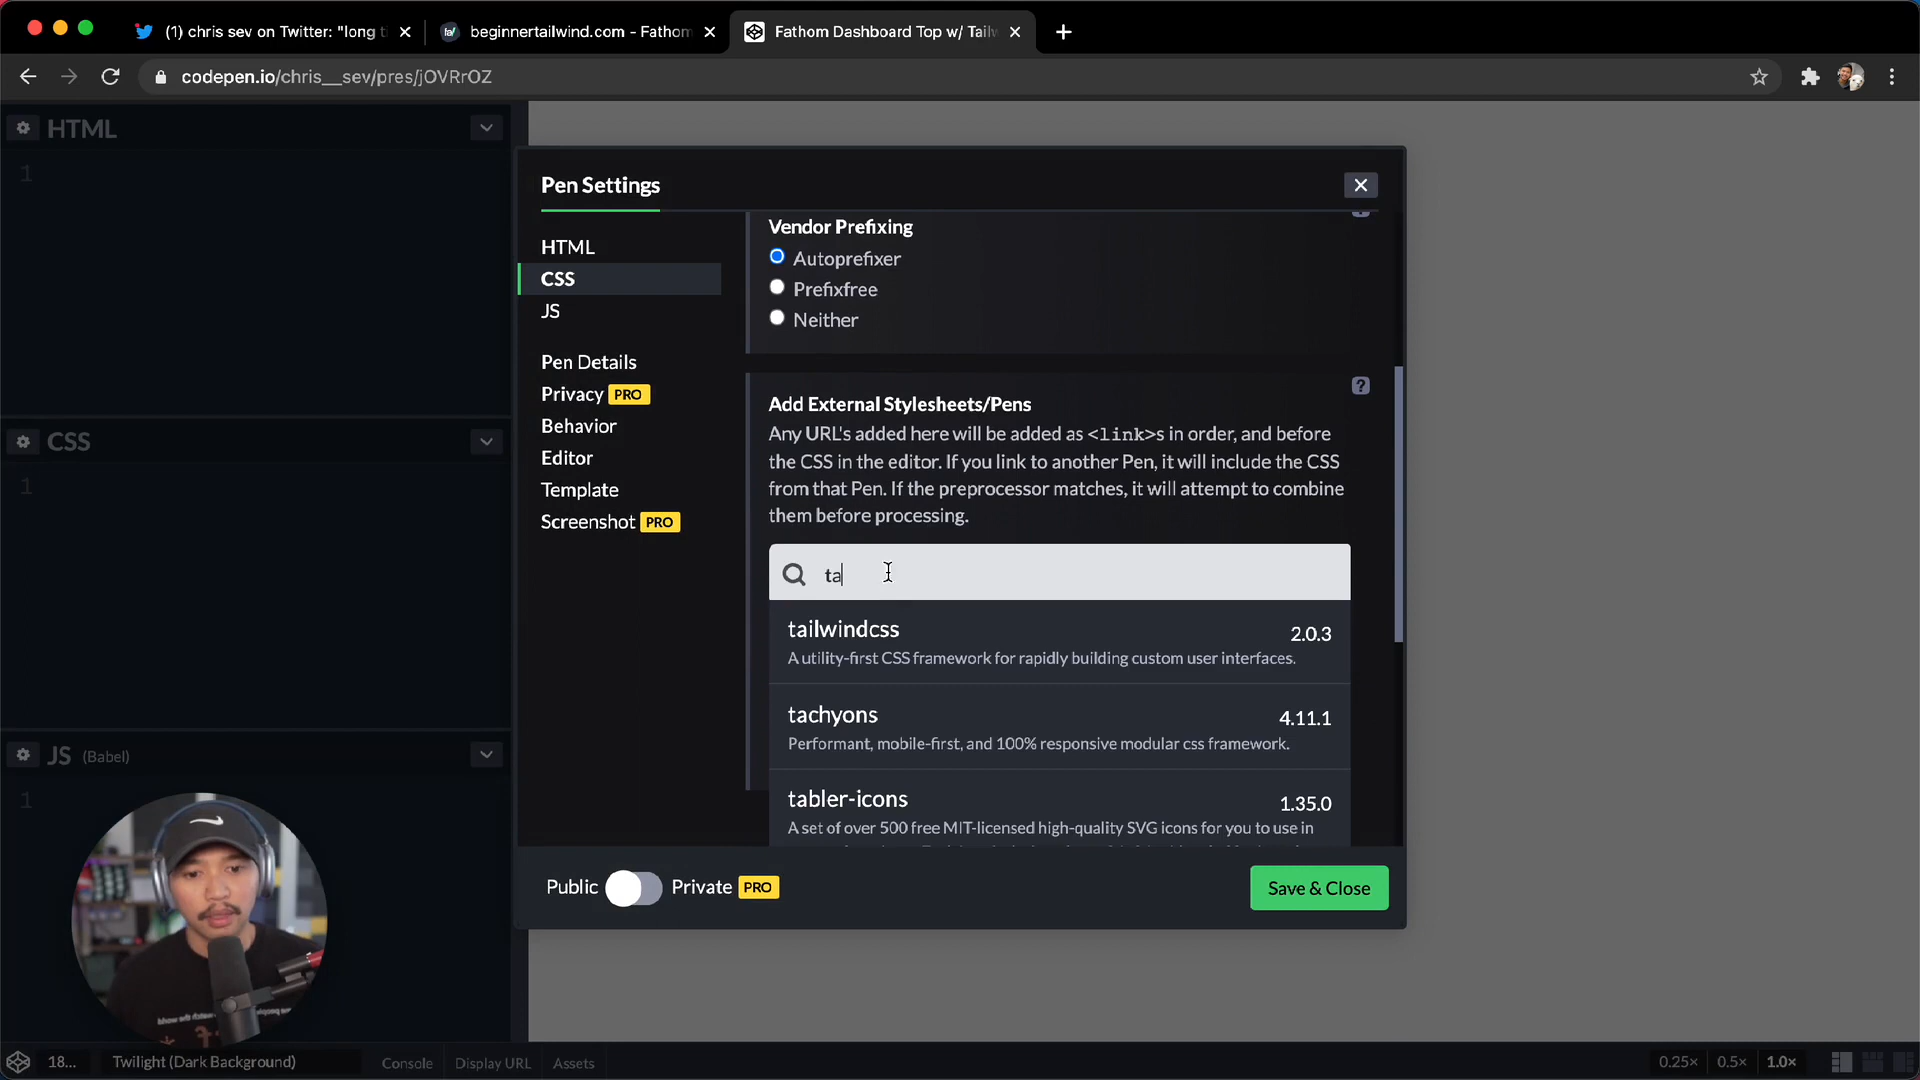 (1) chris sev on Twitter: "long t
beginnertailwind.com - Fathom
Fathom Dashboard Top w/ Tailw
codepen.io/chris__sev/pres/jOVRrOZ
HTML
1
CSS
1
JS (Babel)
1
Pen Settings
HTML
CSS
JS
Pen Details
Privacy PRO
Behavior
Editor
Template
Screenshot PRO
Vendor Prefixing
Autoprefixer
Prefixfree
Neither
?
Add External Stylesheets/Pens
Any URL's added here will be added as <link>s in order, and before
the CSS in the editor. If you link to another Pen, it will include the CSS
from that Pen. If the preprocessor matches, it will attempt to combine
them before processing.
ta
tailwindcss
2.0.3
A utility-first CSS framework for rapidly building custom user interfaces.
tachyons
4.11.1
Performant, mobile-first, and 100% responsive modular css framework.
tabler-icons
1.35.0
A set of over 500 free MIT-licensed high-quality SVG icons for you to use in
Public
Private PRO
Save & Close
18...
Twilight (Dark Background)
Console
Display URL
Assets
0.25×
0.5×
1.0×